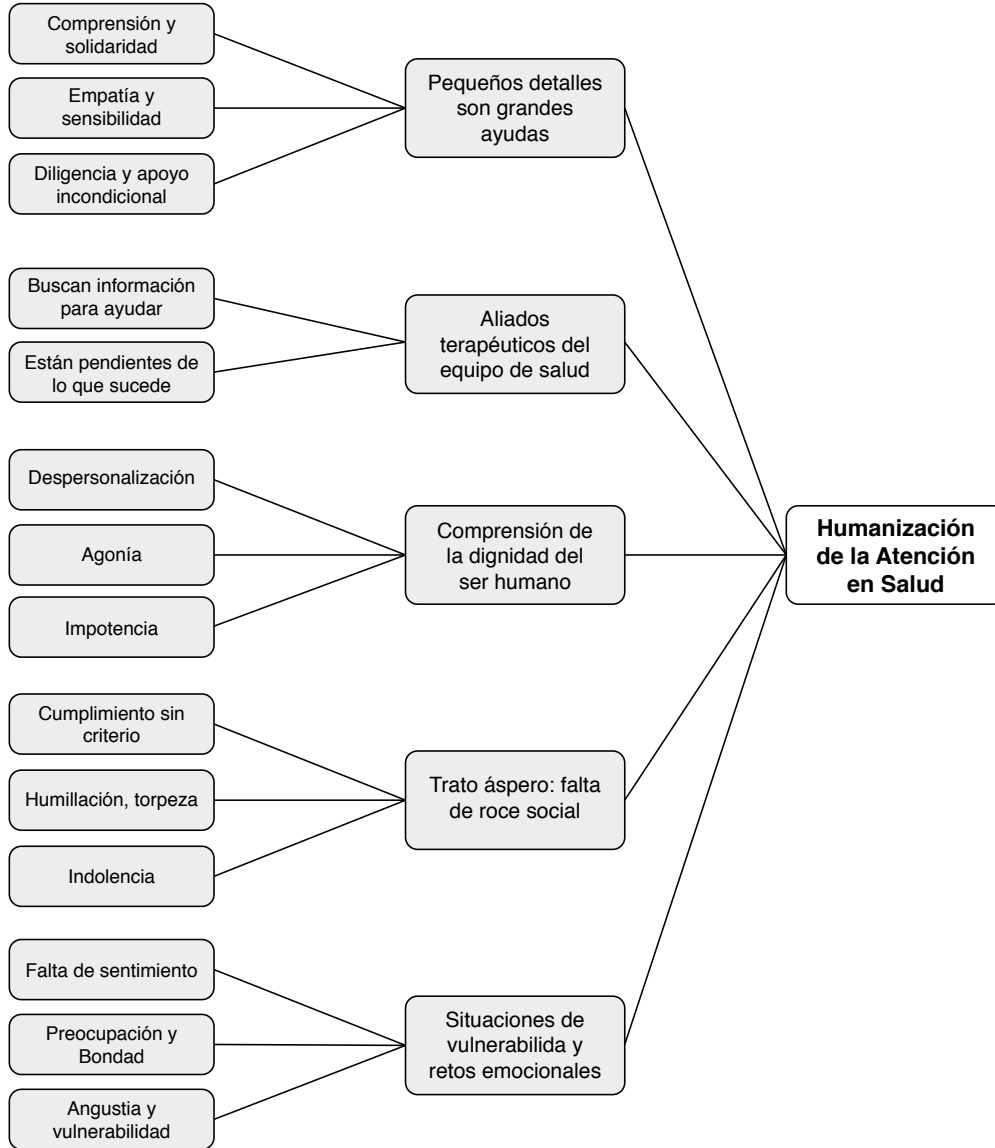 Comprensión y
solidaridad
Empatía y
sensibilidad
Diligencia y apoyo
incondicional
Pequeños detalles
son grandes
ayudas
Buscan información
para ayudar
Están pendientes de
lo que sucede
Aliados
terapéuticos del
equipo de salud
Despersonalización
Agonía
Impotencia
Comprensión de
la dignidad del
ser humano
Humanización
de la Atención
en Salud
Cumplimiento sin
criterio
Humillación, torpeza
Indolencia
Trato áspero: falta
de roce social
Falta de sentimiento
Preocupación y
Bondad
Angustia y
vulnerabilidad
Situaciones de
vulnerabilida y
retos emocionales